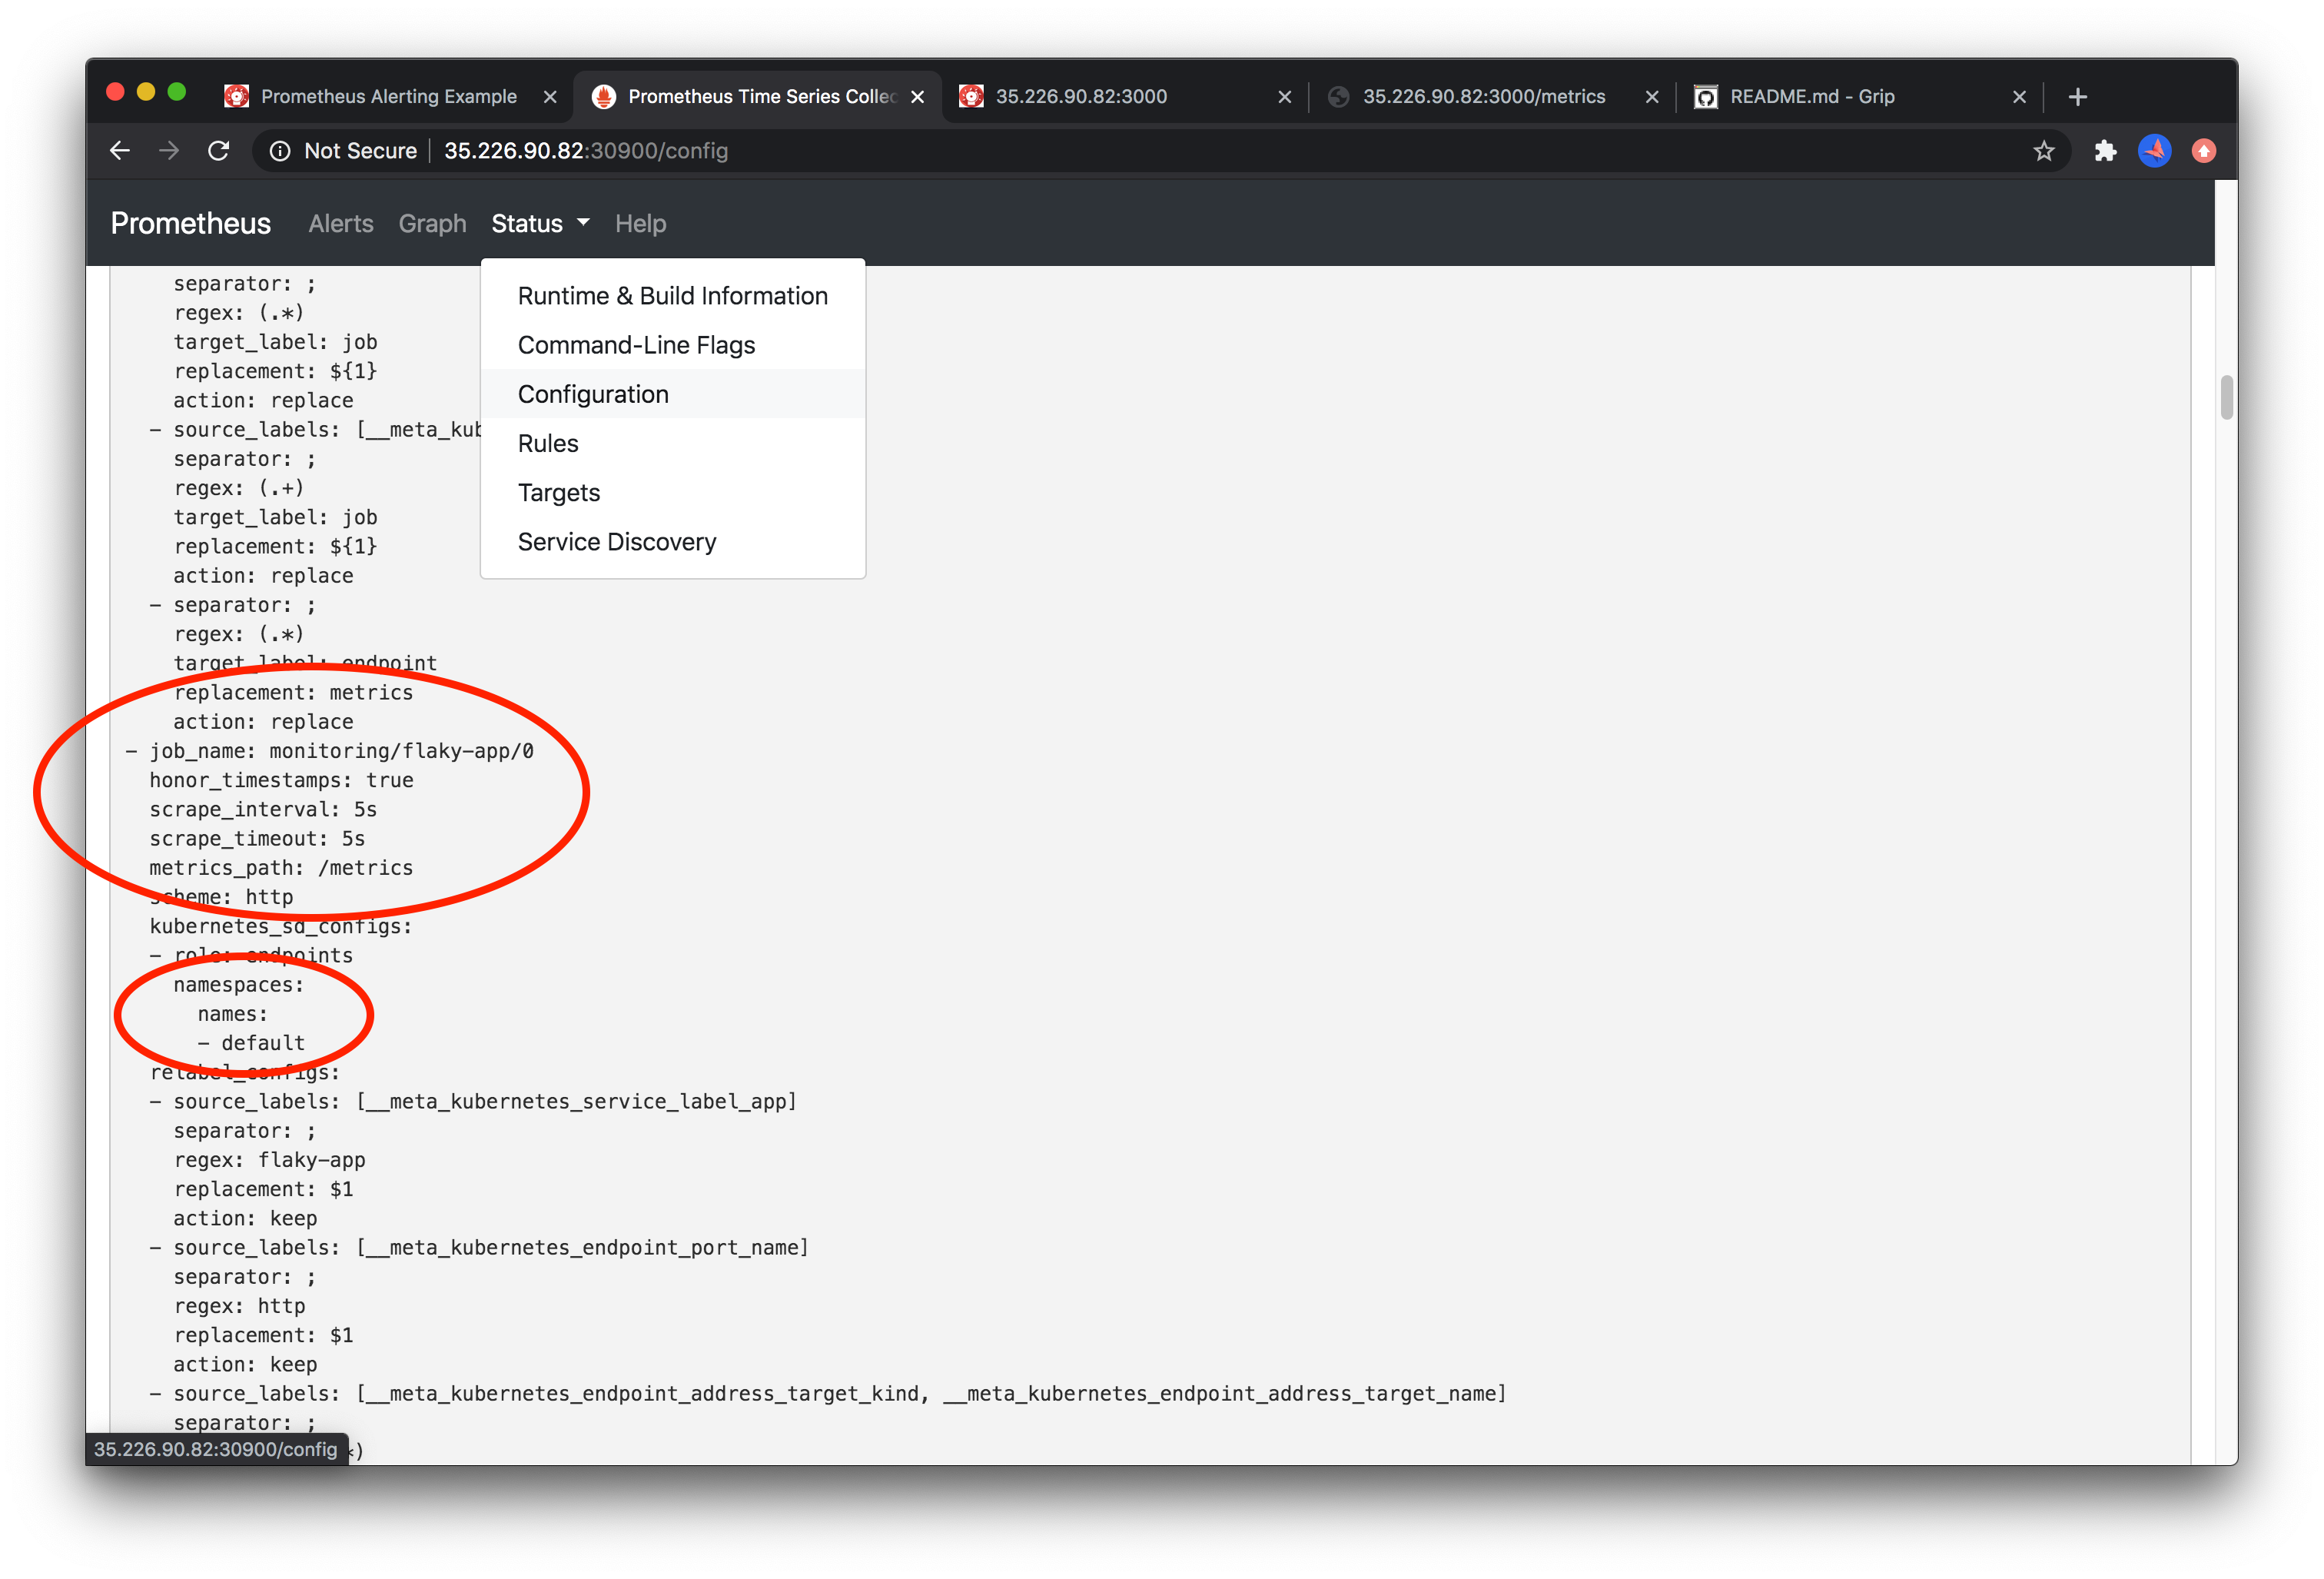 Prometheus Alerting Example
Prometheus Time Series Collec
35.226.90.82:3000
35.226.90.82:3000/metrics
README.md - Grip
Not Secure
35.226.90.82:30900/config
Prometheus
Alerts
Graph
Status
Help
Runtime & Build Information
Command-Line Flags
Configuration
Rules
Targets
Service Discovery
separator: ;
regex: (.*)
target_label: job
replacement: ${1}
action: replace
- source_labels: [__meta_kub
separator: ;
regex: (.+)
target_label: job
replacement: ${1}
action: replace
- separator: ;
regex: (.*)
target_label: endpoint
replacement: metrics
action: replace
- job_name: monitoring/flaky-app/0
honor_timestamps: true
scrape_interval: 5s
scrape_timeout: 5s
metrics_path: /metrics
scheme: http
kubernetes_sd_configs:
- role: endpoints
namespaces:
names:
- default
relabel_configs:
- source_labels: [__meta_kubernetes_service_label_app]
separator: ;
regex: flaky-app
replacement: $1
action: keep
- source_labels: [__meta_kubernetes_endpoint_port_name]
separator: ;
regex: http
replacement: $1
action: keep
- source_labels: [__meta_kubernetes_endpoint_address_target_kind, __meta_kubernetes_endpoint_address_target_name]
separator: ;
35.226.90.82:30900/config